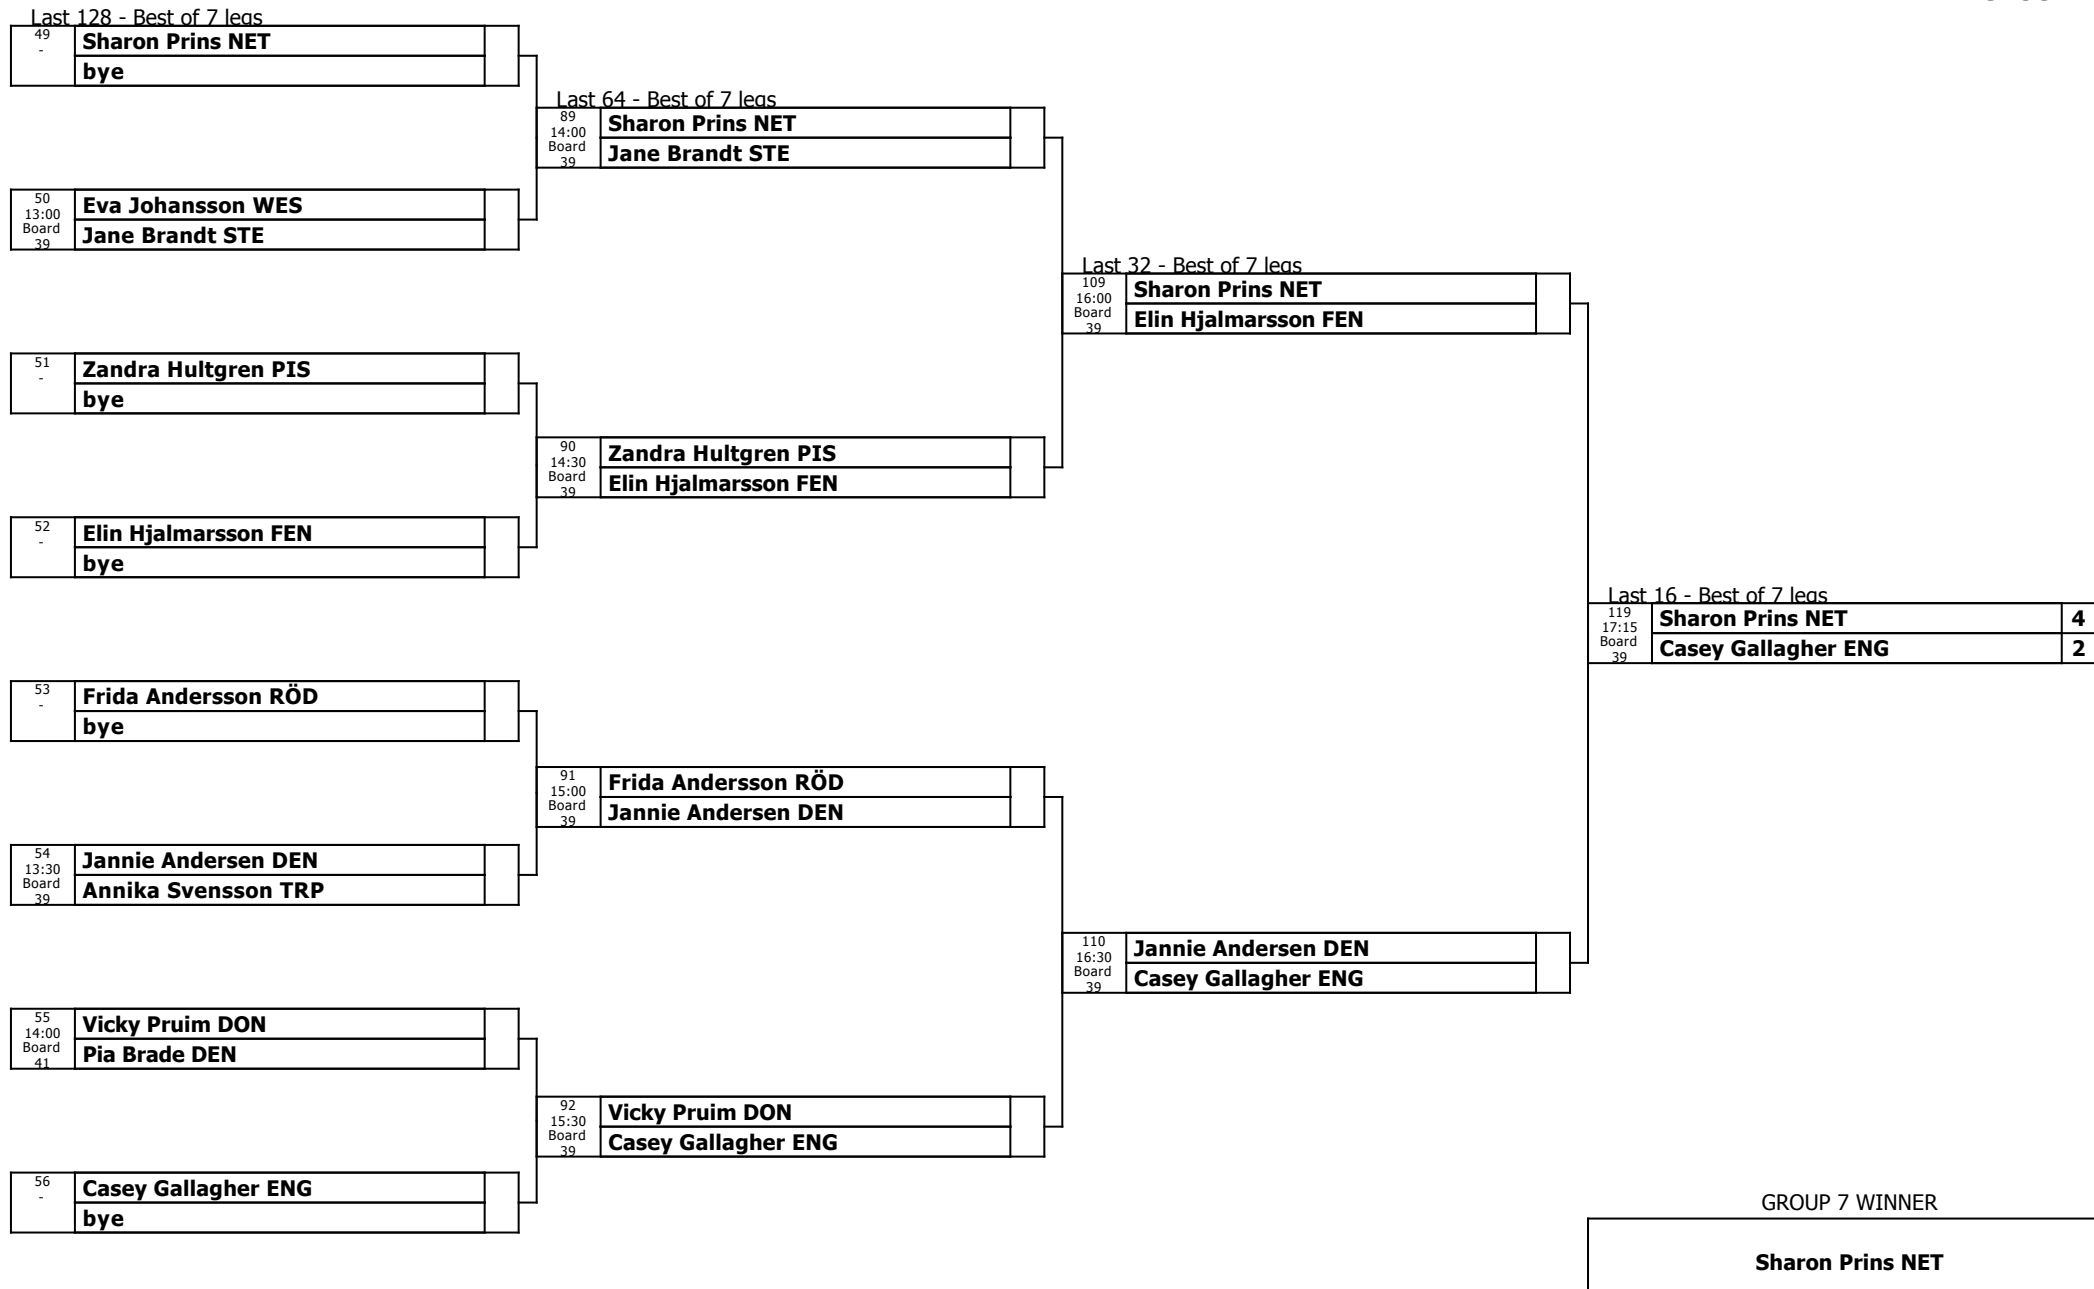 Last 128 - Best of 7 legs
49
-
Sharon Prins NET
bye
50
13:00
Board
39
Eva Johansson WES
Jane Brandt STE
51
-
Zandra Hultgren PIS
bye
52
-
Elin Hjalmarsson FEN
bye
53
-
Frida Andersson RÖD
bye
54
13:30
Board
39
Jannie Andersen DEN
Annika Svensson TRP
55
14:00
Board
41
Vicky Pruim DON
Pia Brade DEN
56
-
Casey Gallagher ENG
bye
Last 64 - Best of 7 legs
89
14:00
Board
39
Sharon Prins NET
Jane Brandt STE
90
14:30
Board
39
Zandra Hultgren PIS
Elin Hjalmarsson FEN
91
15:00
Board
39
Frida Andersson RÖD
Jannie Andersen DEN
92
15:30
Board
39
Vicky Pruim DON
Casey Gallagher ENG
Last 32 - Best of 7 legs
109
16:00
Board
39
Sharon Prins NET
Elin Hjalmarsson FEN
110
16:30
Board
39
Jannie Andersen DEN
Casey Gallagher ENG
Last 16 - Best of 7 legs
119
17:15
Board
39
Sharon Prins NET 4
Casey Gallagher ENG 2
GROUP 7 WINNER
Sharon Prins NET